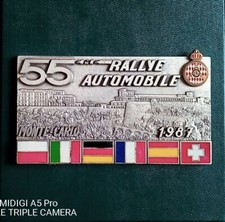 55EME RALLYE
AUTOMOBILE
MONTE-CARLO
1987
MIDIGI A5 Pro
E TRIPLE CAMERA